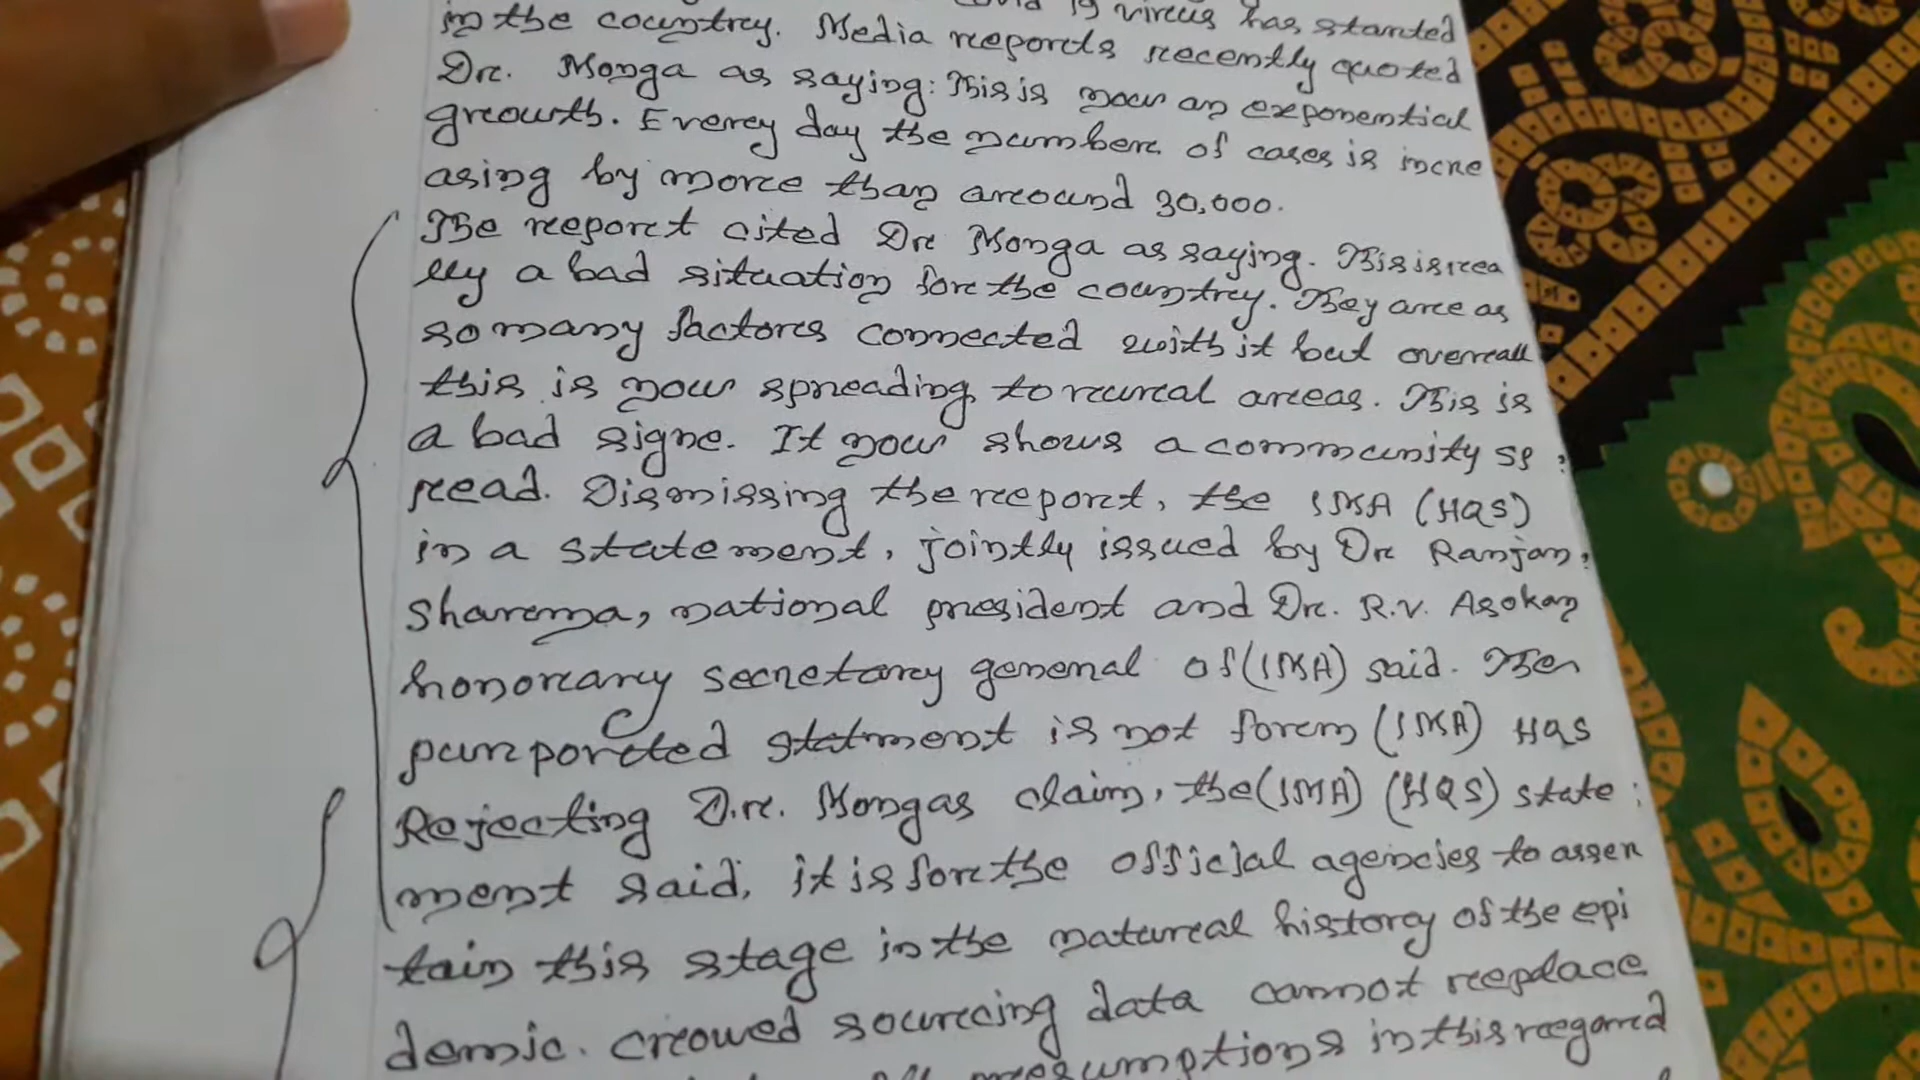 Covid 19 virus has started
in the country. Media reports recently quoted
Dr. Monga as saying: This is now an exponential
growth. Every day the number of cases is incre
asing by more than around 30,000.
The report cited Dr Monga as saying. This is rea
lly a bad situation for the country. They are as
so many factors connected with it but overall
this is now spreading to rural areas. This is
a bad signe. It now shows a community sp
read. Dismissing the report, the IMA (HQS)
in a statement, jointly issued by Dr Ranjan
Sharma, national president and Dr. R.V. Asokan
honorary secretary general of (IMA) said. The
purported statment is not form (IMA) HQS
Rejecting D.r. Mongas claim, the (IMA) (HQS) state
ment said, it is for the official agencies to asser
tain this stage in the natural history of the epi
demic. crowed sourcing data cannot replace
presumptions in this regard